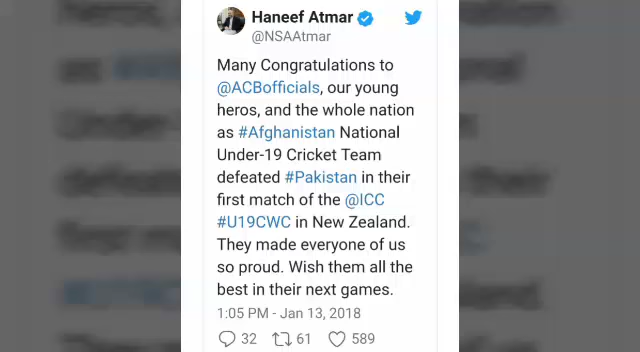 Haneef Atmar
@NSAAtmar
Many Congratulations to
@ACBofficials, our young
heros, and the whole nation
as #Afghanistan National
Under-19 Cricket Team
defeated #Pakistan in their
first match of the @ICC
#U19CWC in New Zealand.
They made everyone of us
so proud. Wish them all the
best in their next games.
1:05 PM - Jan 13, 2018
32 61 589